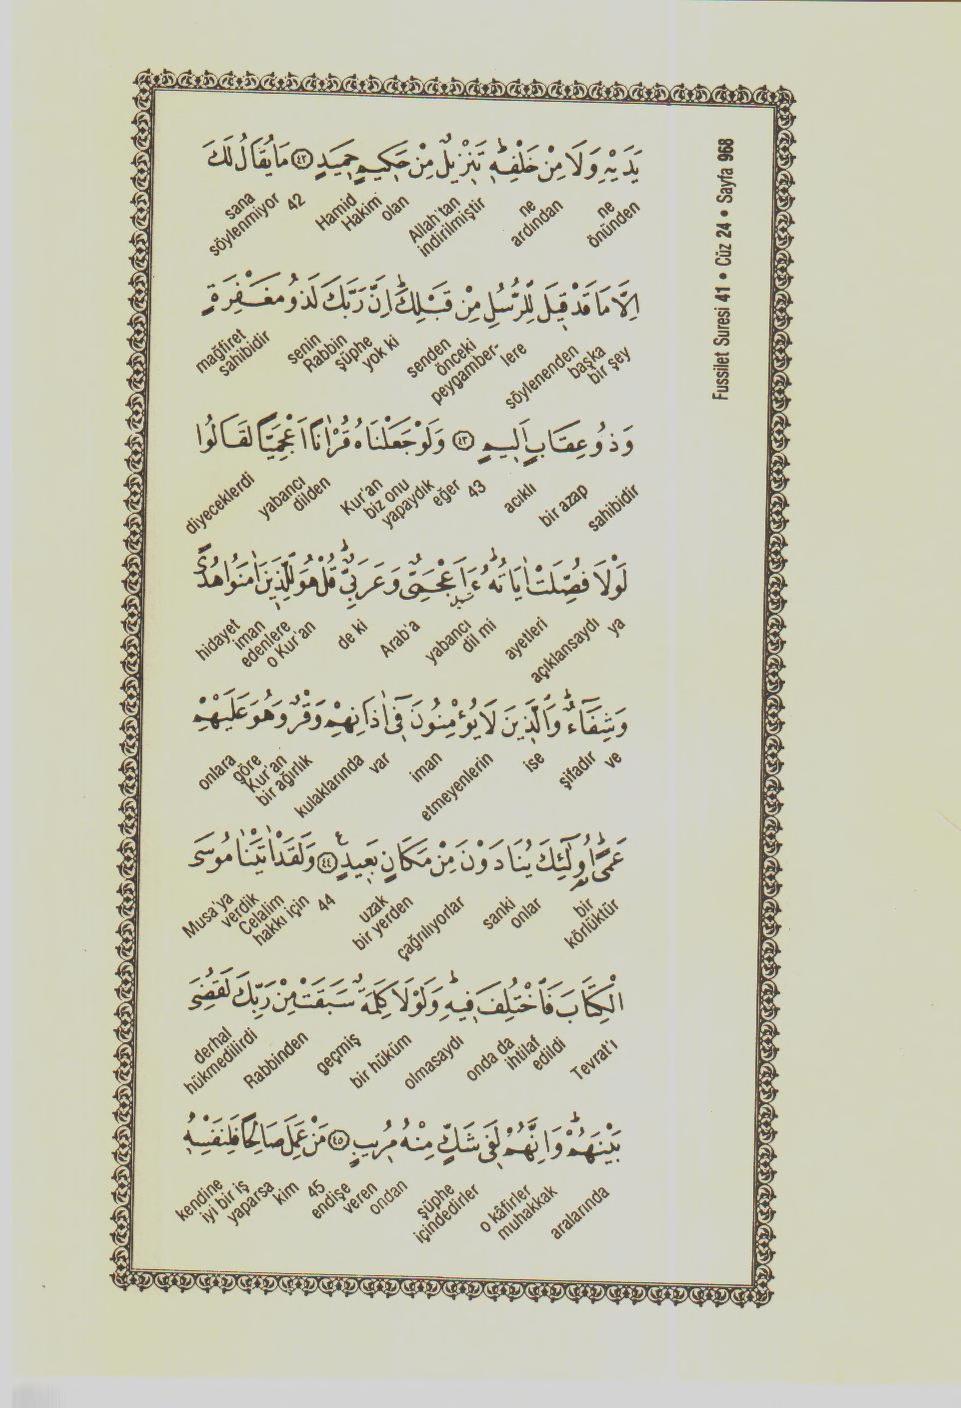 Fussilet Suresi 41 • Cüz 24 • Sayfa 968
يَدَيْهِ وَلَا مِنْ خَلْفِهٖۜ تَنْزٖيلٌ مِنْ حَكٖيمٍ حَمٖيدٍ ﴿٤٢﴾ مَا يُقَالُ لَكَ
ne önünden ne ardından Allah'tan indirilmiştir olan Hakim Hamid 42 söylenmiyor sana
اِلَّا مَا قَدْ قٖيلَ لِلرُّسُلِ مِنْ قَبْلِكَۜ اِنَّ رَبَّكَ لَذُو مَغْفِرَةٍ
başka bir şey söylenenden peygamber- lere senden önceki şüphe yok ki senin Rabbin mağfiret sahibidir
وَذُو عِقَابٍ اَلٖيمٍ ﴿٤٣﴾ وَلَوْ جَعَلْنَاهُ قُرْاٰنًا اَعْجَمِيًّا لَقَالُوا
sahibidir bir azap acıklı 43 eğer biz onu yapaydık Kur'an yabancı dilden diyeceklerdi
لَوْلَا فُصِّلَتْ اٰيَاتُهُۜ ءَاَعْجَمِيٌّ وَعَرَبِيٌّۜ قُلْ هُوَ لِلَّذٖينَ اٰمَنُوا هُدًى
ya açıklansaydı ayetleri yabancı dil mi Arab'a de ki o Kur'an iman edenlere hidayet
وَشِفَٓاءٌۜ وَالَّذٖينَ لَا يُؤْمِنُونَ فٖٓي اٰذَانِهِمْ وَقْرٌ وَهُوَ عَلَيْهِمْ
ve şifadır ise iman etmeyenlerin var kulaklarında bir ağırlık Kur'an göre onlara
عَمًىۜ اُو۬لٰٓئِكَ يُنَادَوْنَ مِنْ مَكَانٍ بَعٖيدٍ ﴿٤٤﴾ وَلَقَدْ اٰتَيْنَا مُوسَى
bir körlüktür onlar sanki çağrılıyorlar bir yerden uzak 44 Celalim hakkı için verdik Musa'ya
الْكِتَابَ فَاخْتُلِفَ فٖيهِۜ وَلَوْلَا كَلِمَةٌ سَبَقَتْ مِنْ رَبِّكَ لَقُضِيَ
Tevrat'ı ihtilaf edildi onda da olmasaydı bir hüküm geçmiş Rabbinden derhal hükmedilirdi
بَيْنَهُمْۜ وَاِنَّهُمْ لَفٖي شَكٍّ مِنْهُ مُرٖيبٍ ﴿٤٥﴾ مَنْ عَمِلَ صَالِحًا فَلِنَفْسِهٖ
aralarında o kâfirler muhakkak şüphe içindedirler ondan endişe veren 45 kim iyi bir iş yaparsa kendine